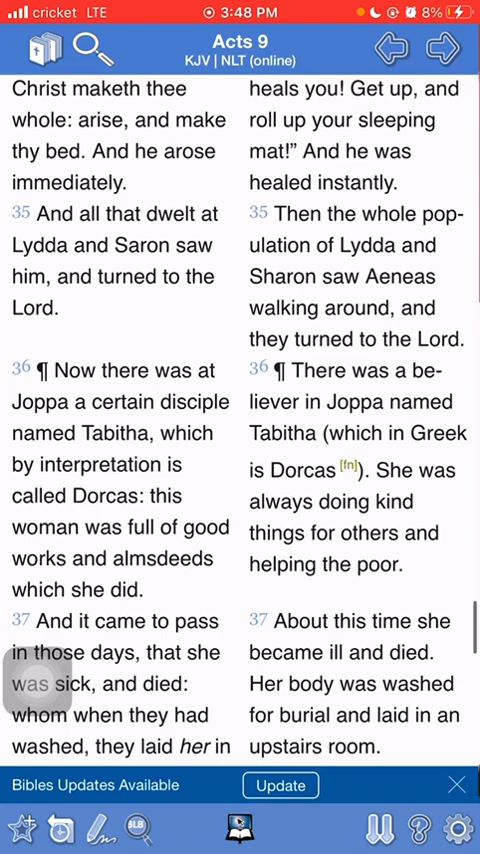 cricket LTE 3:48 PM 8%
Acts 9
KJV | NLT (online)
Christ maketh thee
whole: arise, and make
thy bed. And he arose
immediately.
35 And all that dwelt at
Lydda and Saron saw
him, and turned to the
Lord.
36 ¶ Now there was at
Joppa a certain disciple
named Tabitha, which
by interpretation is
called Dorcas: this
woman was full of good
works and almsdeeds
which she did.
37 And it came to pass
in those days, that she
was sick, and died:
whom when they had
washed, they laid her in
heals you! Get up, and
roll up your sleeping
mat!” And he was
healed instantly.
35 Then the whole pop-
ulation of Lydda and
Sharon saw Aeneas
walking around, and
they turned to the Lord.
36 ¶ There was a be-
liever in Joppa named
Tabitha (which in Greek
is Dorcas [fn]). She was
always doing kind
things for others and
helping the poor.
37 About this time she
became ill and died.
Her body was washed
for burial and laid in an
upstairs room.
Bibles Updates Available Update
BLB